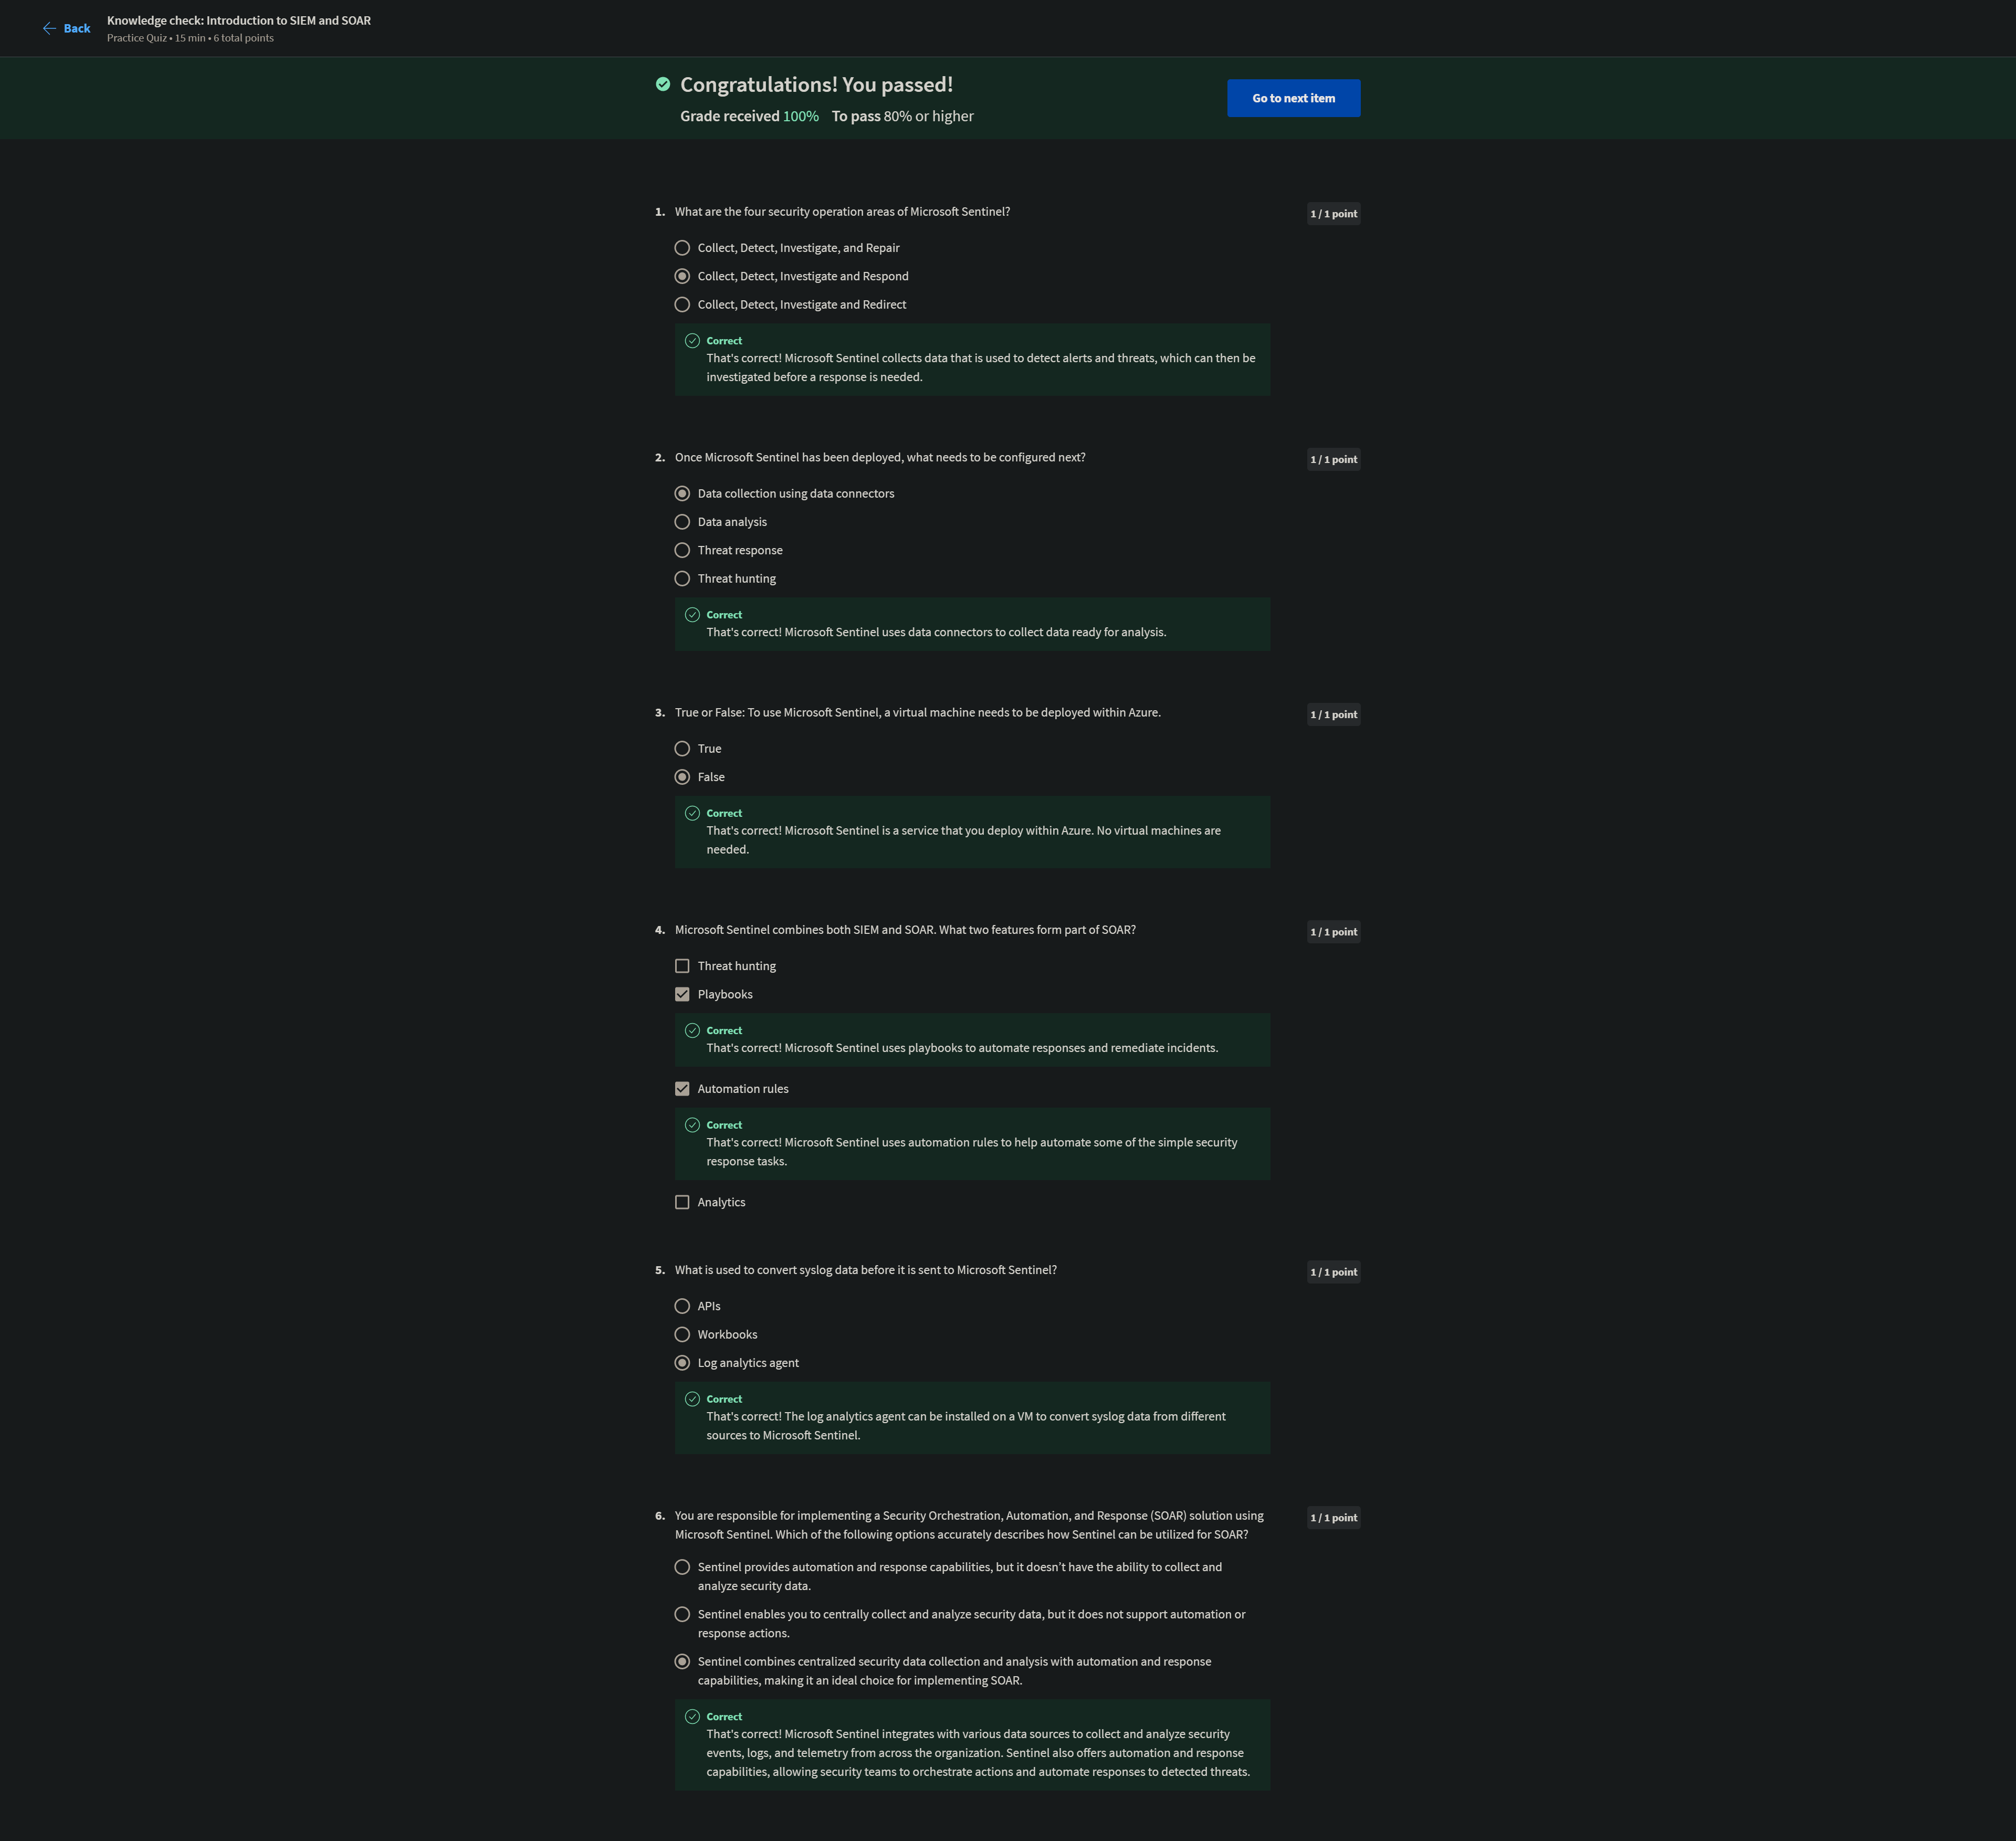 Back
Knowledge check: Introduction to SIEM and SOAR
Practice Quiz • 15 min • 6 total points
Congratulations! You passed!
Grade received 100% To pass 80% or higher
Go to next item
1. What are the four security operation areas of Microsoft Sentinel?
1 / 1 point
Collect, Detect, Investigate, and Repair
Collect, Detect, Investigate and Respond
Collect, Detect, Investigate and Redirect
Correct
That's correct! Microsoft Sentinel collects data that is used to detect alerts and threats, which can then be
investigated before a response is needed.
2. Once Microsoft Sentinel has been deployed, what needs to be configured next?
1 / 1 point
Data collection using data connectors
Data analysis
Threat response
Threat hunting
Correct
That's correct! Microsoft Sentinel uses data connectors to collect data ready for analysis.
3. True or False: To use Microsoft Sentinel, a virtual machine needs to be deployed within Azure.
1 / 1 point
True
False
Correct
That's correct! Microsoft Sentinel is a service that you deploy within Azure. No virtual machines are
needed.
4. Microsoft Sentinel combines both SIEM and SOAR. What two features form part of SOAR?
1 / 1 point
Threat hunting
Playbooks
Correct
That's correct! Microsoft Sentinel uses playbooks to automate responses and remediate incidents.
Automation rules
Correct
That's correct! Microsoft Sentinel uses automation rules to help automate some of the simple security
response tasks.
Analytics
5. What is used to convert syslog data before it is sent to Microsoft Sentinel?
1 / 1 point
APIs
Workbooks
Log analytics agent
Correct
That's correct! The log analytics agent can be installed on a VM to convert syslog data from different
sources to Microsoft Sentinel.
6. You are responsible for implementing a Security Orchestration, Automation, and Response (SOAR) solution using
Microsoft Sentinel. Which of the following options accurately describes how Sentinel can be utilized for SOAR?
1 / 1 point
Sentinel provides automation and response capabilities, but it doesn't have the ability to collect and
analyze security data.
Sentinel enables you to centrally collect and analyze security data, but it does not support automation or
response actions.
Sentinel combines centralized security data collection and analysis with automation and response
capabilities, making it an ideal choice for implementing SOAR.
Correct
That's correct! Microsoft Sentinel integrates with various data sources to collect and analyze security
events, logs, and telemetry from across the organization. Sentinel also offers automation and response
capabilities, allowing security teams to orchestrate actions and automate responses to detected threats.